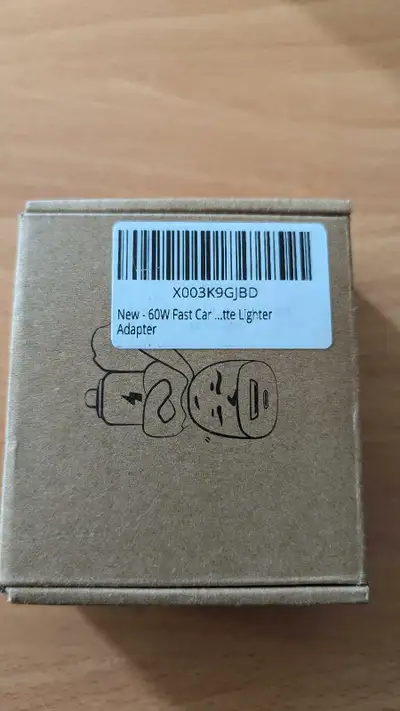 X003K9GJBD
New - 60W Fast Car ...tte Lighter
Adapter